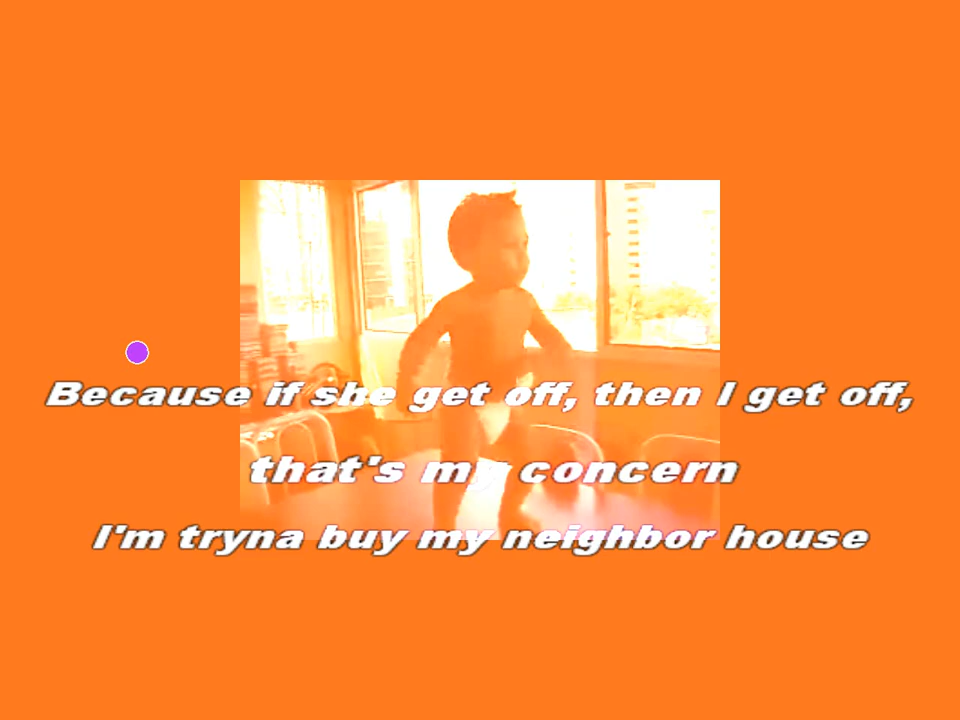 Because if she get off, then I get off,
that's my concern
I'm tryna buy my neighbor house